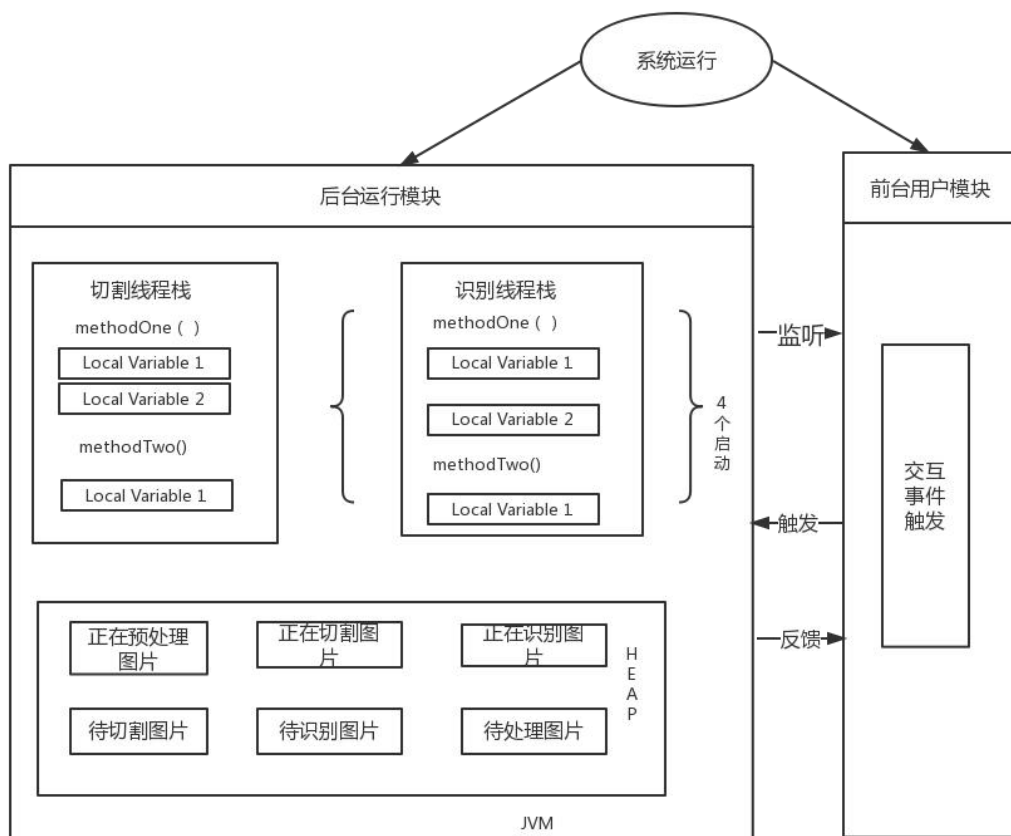 系统运行
后台运行模块
前台用户模块
切割线程栈
methodOne ( )
Local Variable 1
Local Variable 2
methodTwo()
Local Variable 1
识别线程栈
methodOne ( )
Local Variable 1
Local Variable 2
methodTwo()
Local Variable 1
4
个
启
动
监听
触发
反馈
交互
事件
触发
正在预处理
图片
正在切割图
片
正在识别图
片
待切割图片
待识别图片
待处理图片
H
E
A
P
JVM